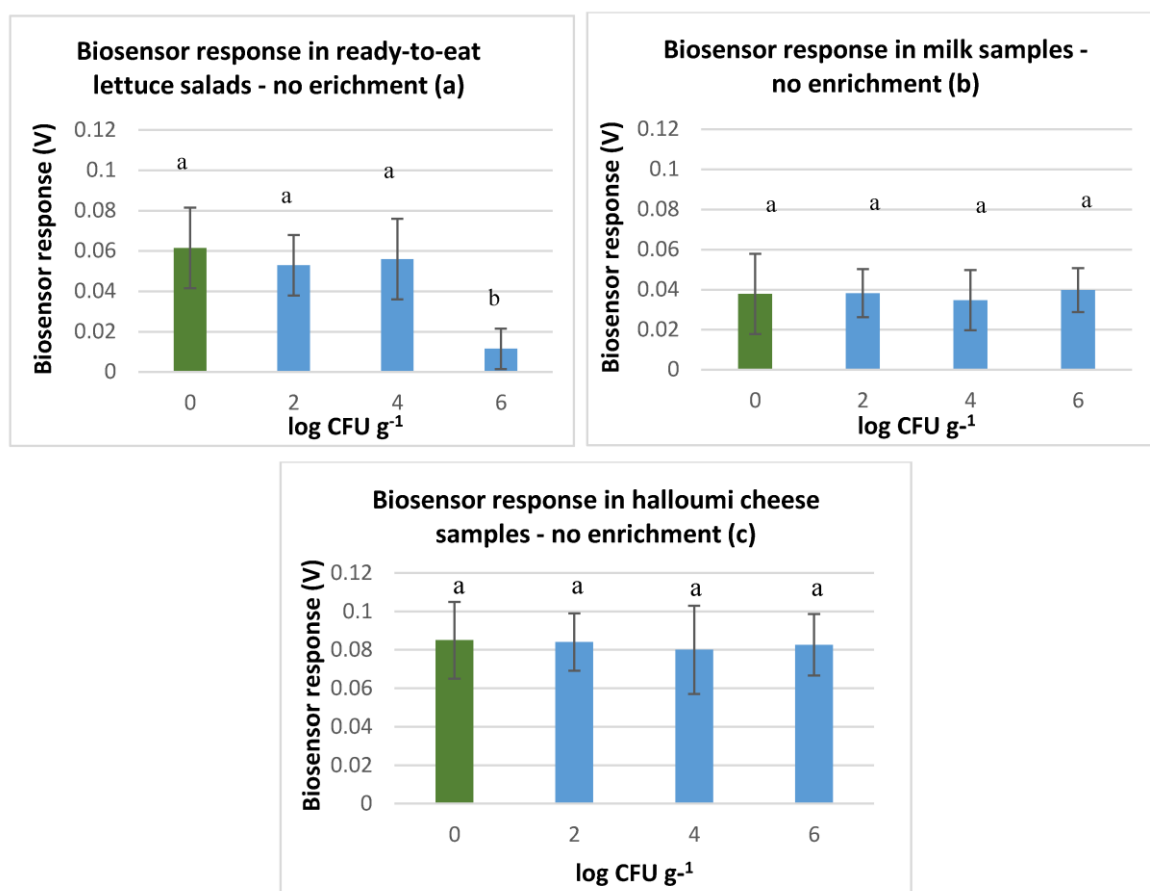 Biosensor response in ready-to-eat
lettuce salads - no erichment (a)
Biosensor response (V)
0.12
0.1
0.08
0.06
0.04
0.02
0
a
a
a
b
0
2
4
6
log CFU g-1
Biosensor response in milk samples -
no enrichment (b)
Biosensor response (V)
0.12
0.1
0.08
0.06
0.04
0.02
0
a
a
a
a
0
2
4
6
log CFU g-1
Biosensor response in halloumi cheese
samples - no enrichment (c)
Biosensor response (V)
0.12
0.1
0.08
0.06
0.04
0.02
0
a
a
a
a
0
2
4
6
log CFU g-1